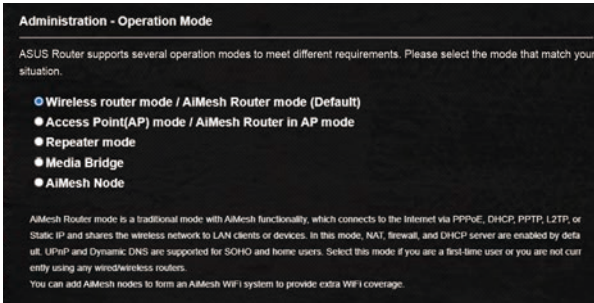 Administration - Operation Mode
ASUS Router supports several operation modes to meet different requirements. Please select the mode that match your
situation.
Wireless router mode / AiMesh Router mode (Default)
Access Point(AP) mode / AiMesh Router in AP mode
Repeater mode
Media Bridge
AiMesh Node
AiMesh Router mode is a traditional mode with AiMesh functionality, which connects to the Internet via PPPoE, DHCP, PPTP, L2TP, or
Static IP and shares the wireless network to LAN clients or devices. In this mode, NAT, firewall, and DHCP server are enabled by defa
ult. UPnP and Dynamic DNS are supported for SOHO and home users. Select this mode if you are a first-time user or you are not curr
ently using any wired/wireless routers.
You can add AiMesh nodes to form an AiMesh WiFi system to provide extra WiFi coverage.